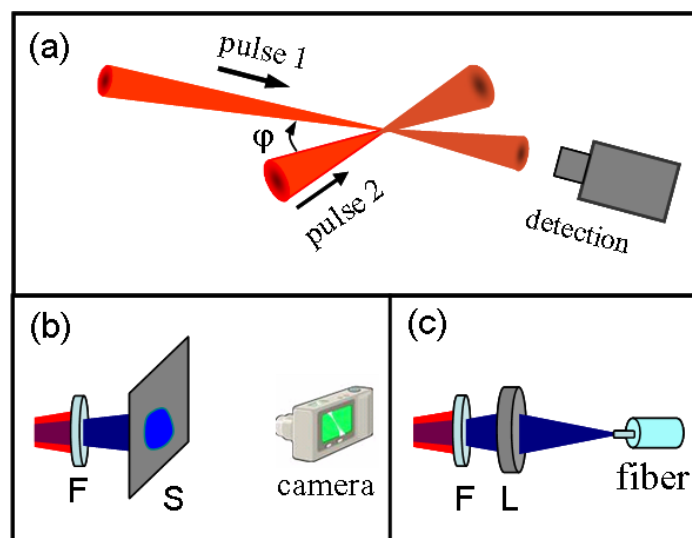 (a)
pulse 1
φ
pulse 2
detection
(b)
F
S
camera
(c)
F
L
fiber